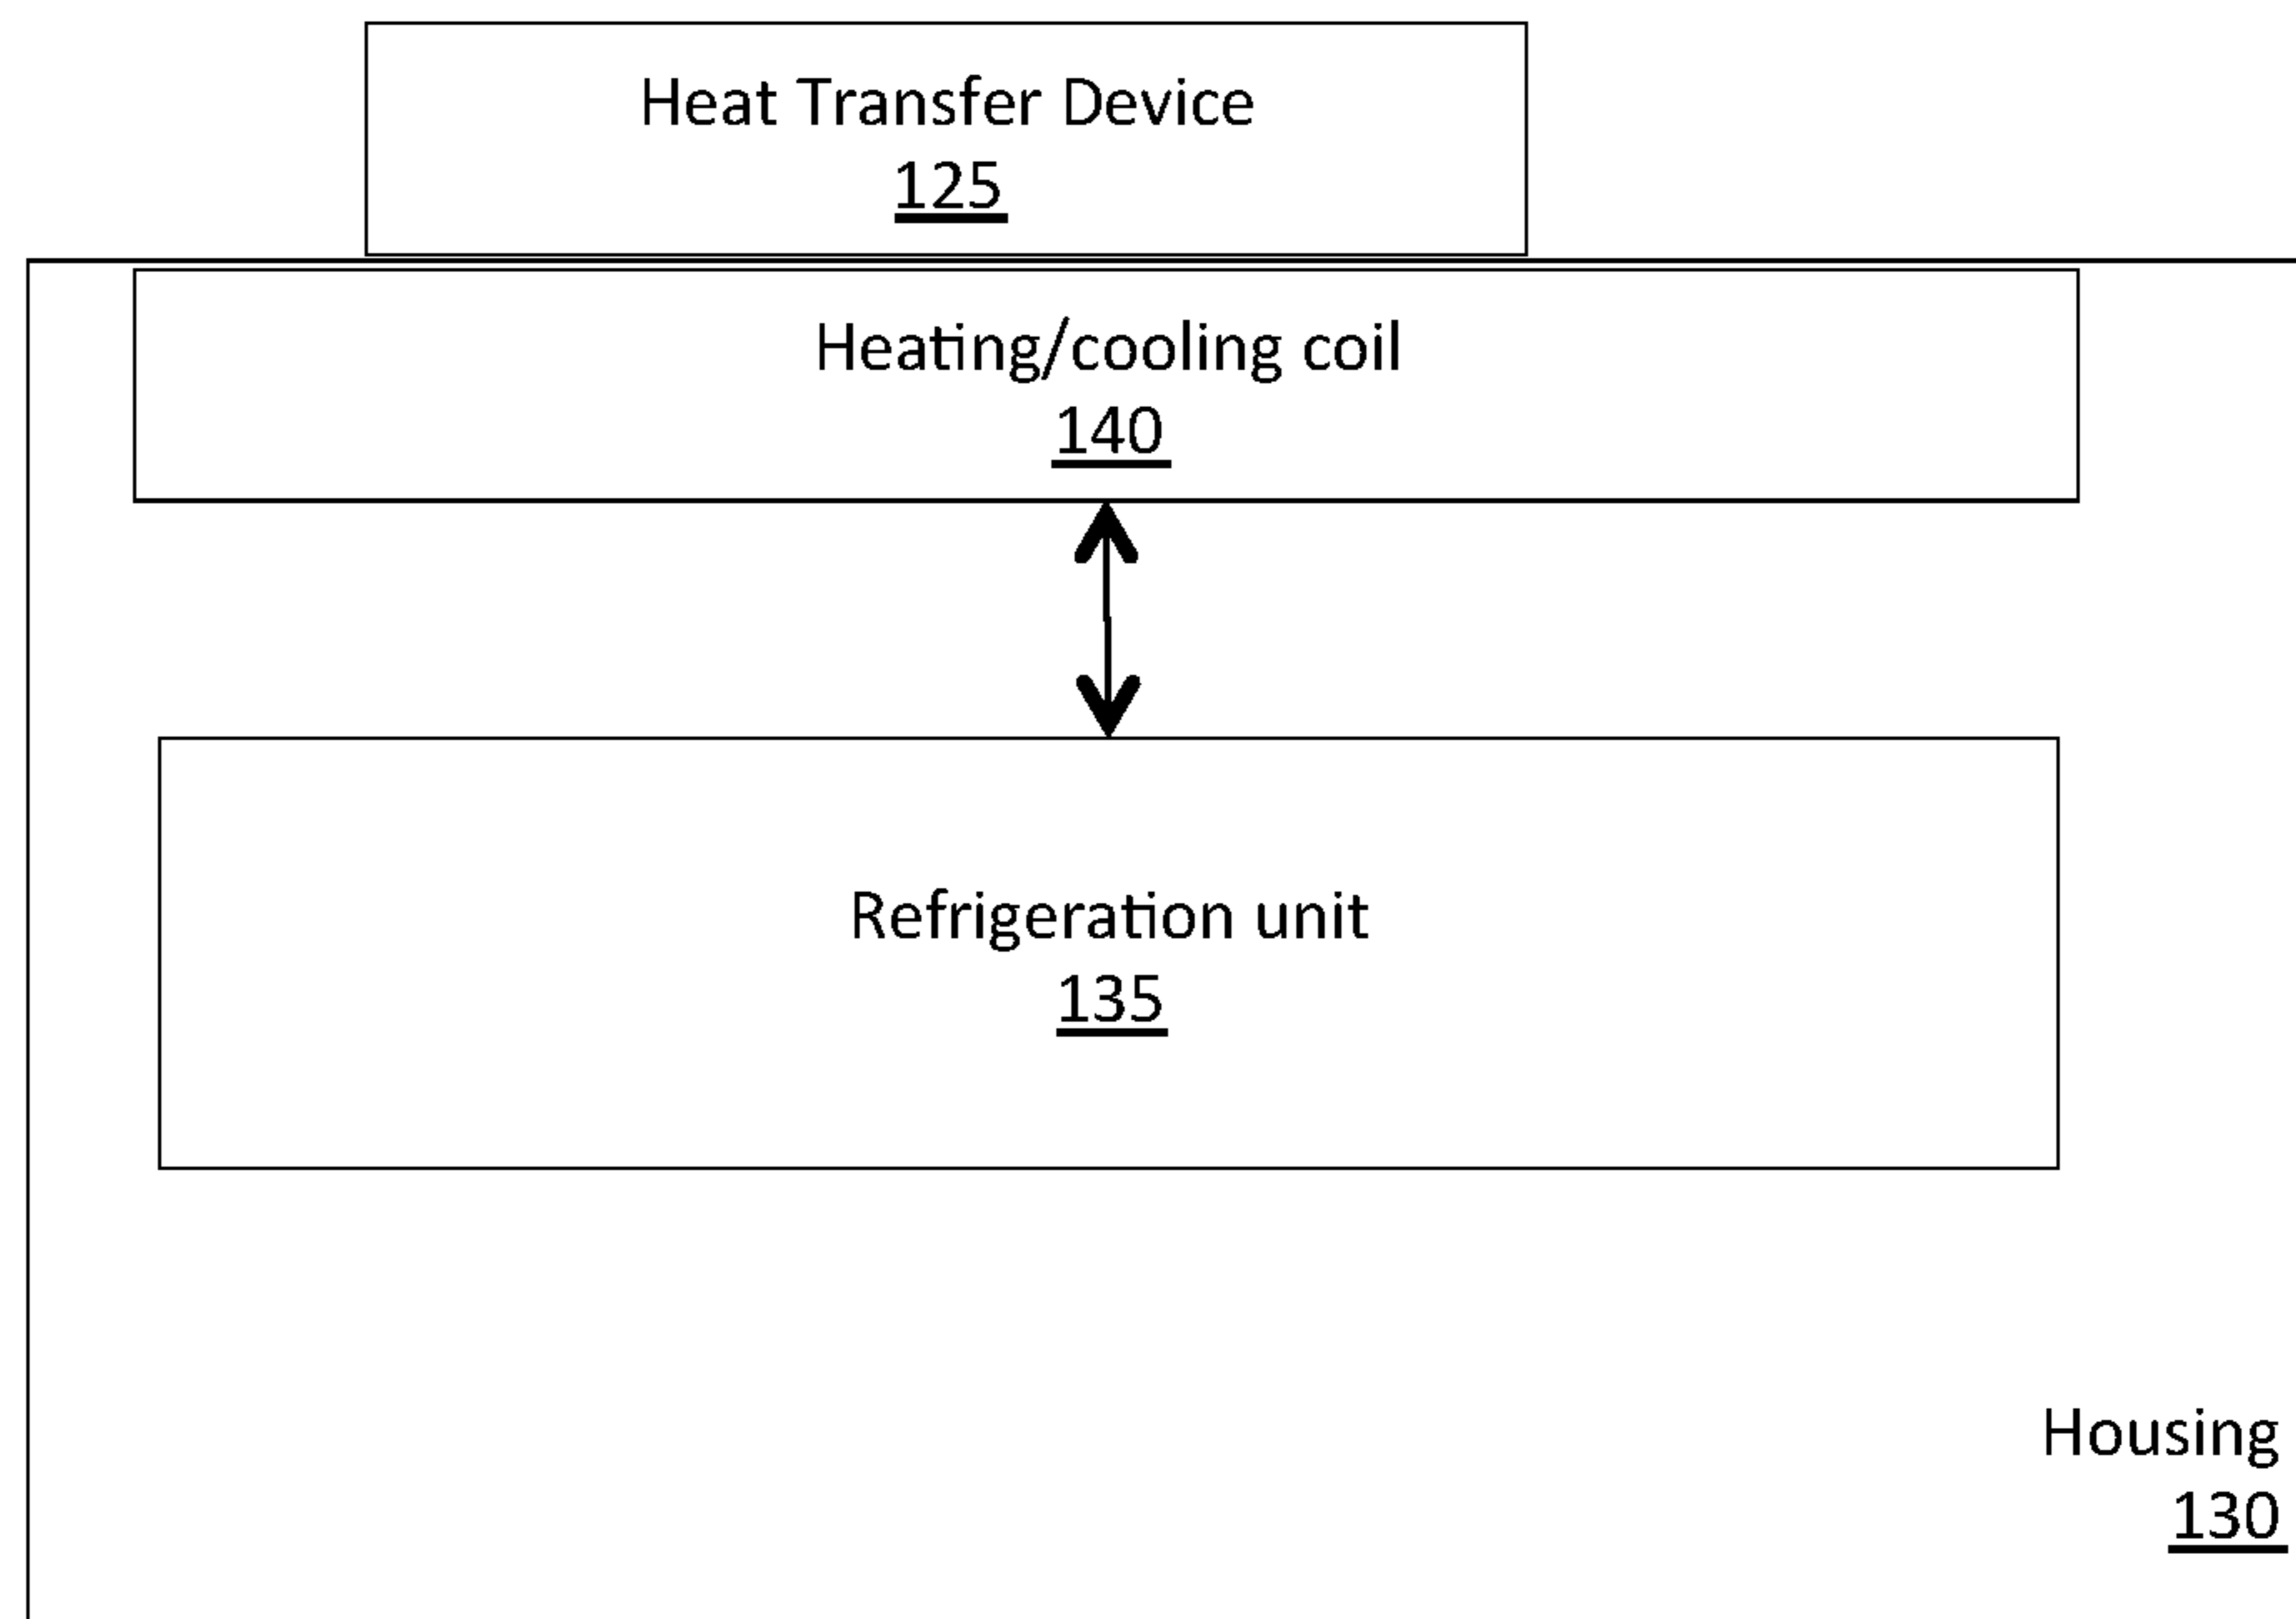 Heat Transfer Device
125
Heating/cooling coil
140
Refrigeration unit
135
Housing
130